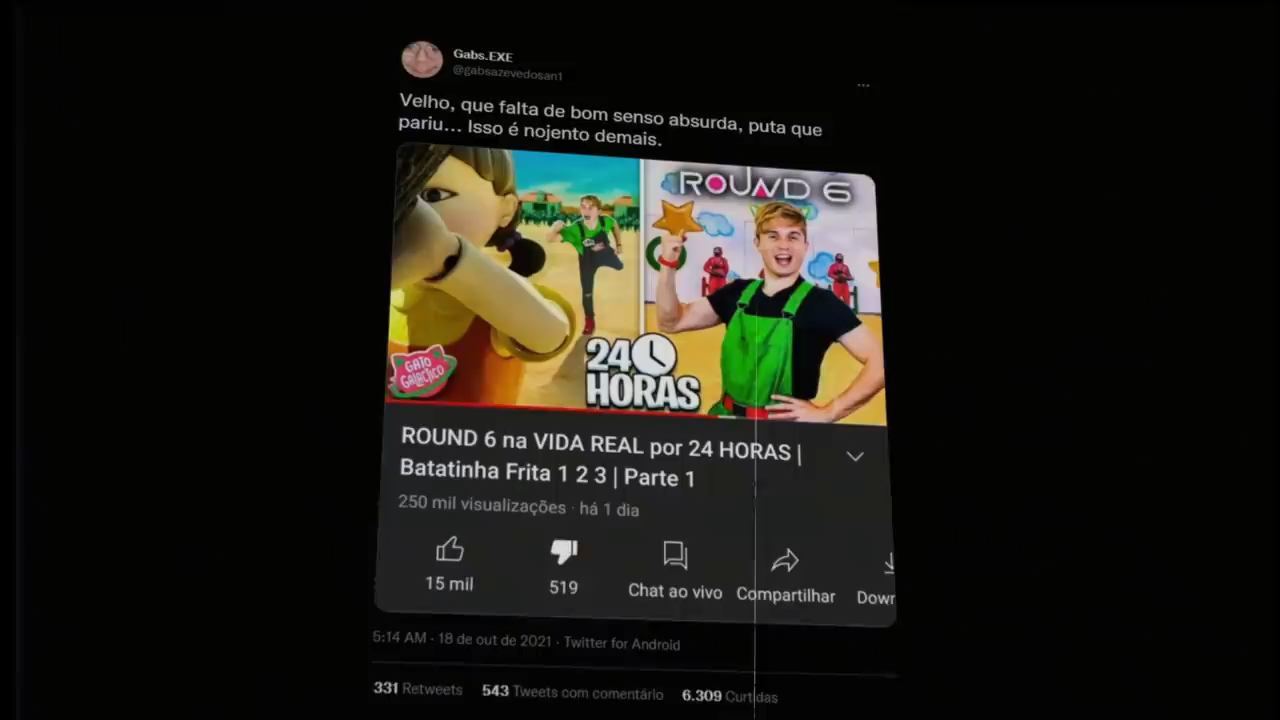 Gabs.EXE
@gabsazevedosan1
Velho, que falta de bom senso absurda, puta que
pariu... Isso é nojento demais.
ROUND 6
GATO
GALÁCTICO
24
HORAS
ROUND 6 na VIDA REAL por 24 HORAS |
Batatinha Frita 1 2 3 | Parte 1
250 mil visualizações · há 1 dia
15 mil
519
Chat ao vivo
Compartilhar
Down
5:14 AM · 18 de out de 2021 · Twitter for Android
331 Retweets 543 Tweets com comentário 6.309 Curtidas